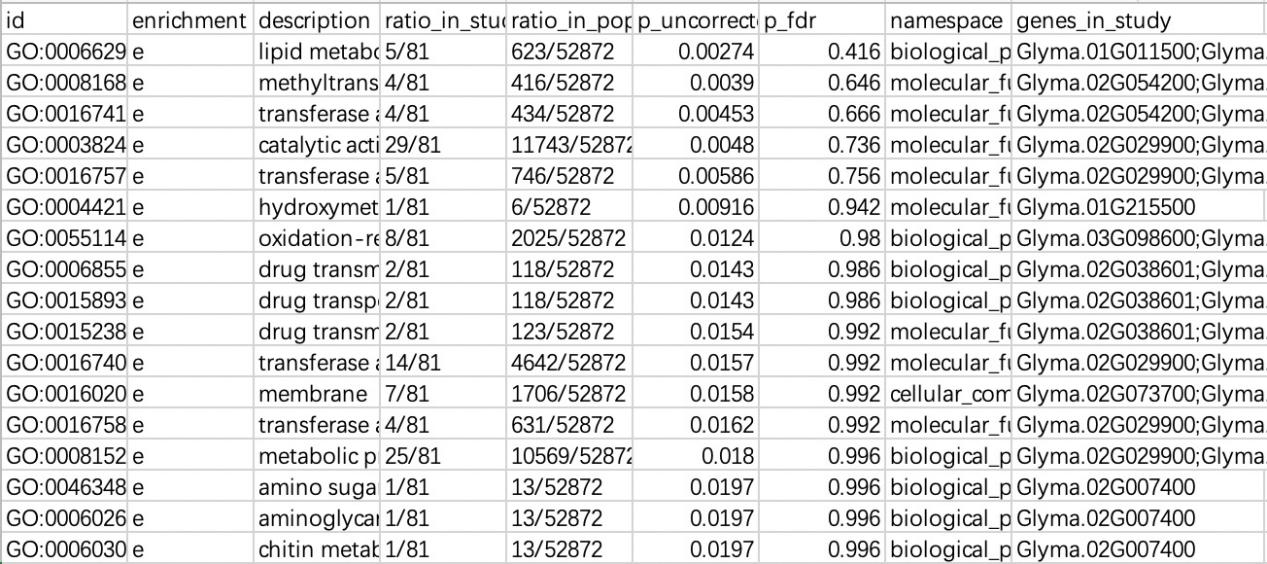 id enrichment description ratio_in_stu ratio_in_pop p_uncorrect p_fdr namespace genes_in_study
GO:0006629 e lipid metabo 5/81 623/52872 0.00274 0.416 biological_p Glyma.01G011500;Glyma.
GO:0008168 e methyltrans 4/81 416/52872 0.0039 0.646 molecular_fu Glyma.02G054200;Glyma.
GO:0016741 e transferase a 4/81 434/52872 0.00453 0.666 molecular_fu Glyma.02G054200;Glyma.
GO:0003824 e catalytic acti 29/81 11743/52872 0.0048 0.736 molecular_fu Glyma.02G029900;Glyma.
GO:0016757 e transferase a 5/81 746/52872 0.00586 0.756 molecular_fu Glyma.02G029900;Glyma.
GO:0004421 e hydroxymet 1/81 6/52872 0.00916 0.942 molecular_fu Glyma.01G215500
GO:0055114 e oxidation-re 8/81 2025/52872 0.0124 0.98 biological_p Glyma.03G098600;Glyma.
GO:0006855 e drug transm 2/81 118/52872 0.0143 0.986 biological_p Glyma.02G038601;Glyma.
GO:0015893 e drug transp 2/81 118/52872 0.0143 0.986 biological_p Glyma.02G038601;Glyma.
GO:0015238 e drug transm 2/81 123/52872 0.0154 0.992 molecular_fu Glyma.02G038601;Glyma.
GO:0016740 e transferase a 14/81 4642/52872 0.0157 0.992 molecular_fu Glyma.02G029900;Glyma.
GO:0016020 e membrane 7/81 1706/52872 0.0158 0.992 cellular_com Glyma.02G073700;Glyma.
GO:0016758 e transferase a 4/81 631/52872 0.0162 0.992 molecular_fu Glyma.02G029900;Glyma.
GO:0008152 e metabolic p 25/81 10569/52872 0.018 0.996 biological_p Glyma.02G029900;Glyma.
GO:0046348 e amino suga 1/81 13/52872 0.0197 0.996 biological_p Glyma.02G007400
GO:0006026 e aminoglycan 1/81 13/52872 0.0197 0.996 biological_p Glyma.02G007400
GO:0006030 e chitin metab 1/81 13/52872 0.0197 0.996 biological_p Glyma.02G007400